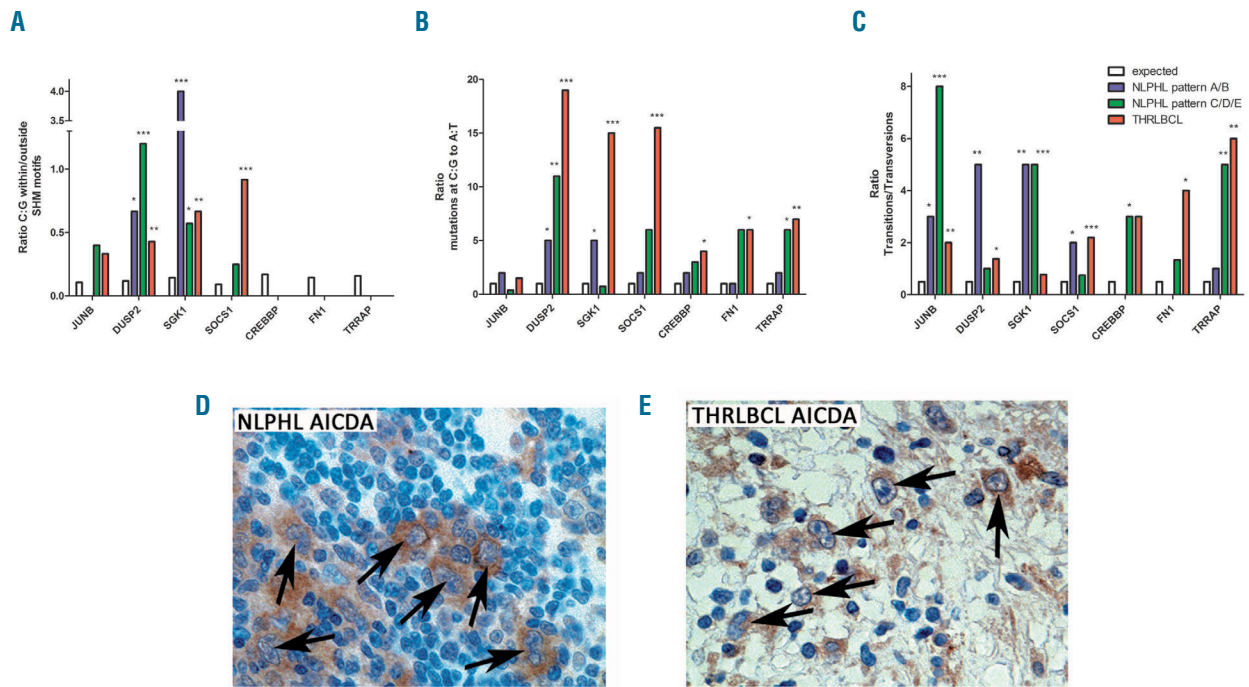 A
B
C
Ratio C:G within/outside
SHM motifs
4.0
3.5
1.0
0.5
0.0
*
***
**
***
*
**
***
JUNB
DUSP2
SGK1
SOCS1
CREBBP
FN1
TRRAP
Ratio
mutations at C:G to A:T
20
15
10
5
0
*
**
***
*
***
***
*
*
*
**
JUNB
DUSP2
SGK1
SOCS1
CREBBP
FN1
TRRAP
Ratio
Transitions/Transversions
8
6
4
2
0
*
***
**
**
*
**
***
*
***
*
*
**
**
JUNB
DUSP2
SGK1
SOCS1
CREBBP
FN1
TRRAP
expected
NLPHL pattern A/B
NLPHL pattern C/D/E
THRLBCL
D
NLPHL AICDA
E
THRLBCL AICDA